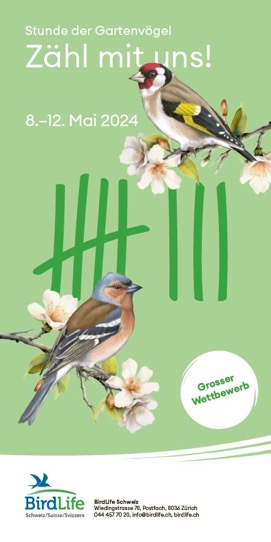 Stunde der Gartenvögel
Zähl mit uns!
8.–12. Mai 2024
Grosser
Wettbewerb
BirdLife
Schweiz/Suisse/Svizzera
BirdLife Schweiz
Wiedingstrasse 78, Postfach, 8036 Zürich
044 457 70 20, info@birdlife.ch, birdlife.ch